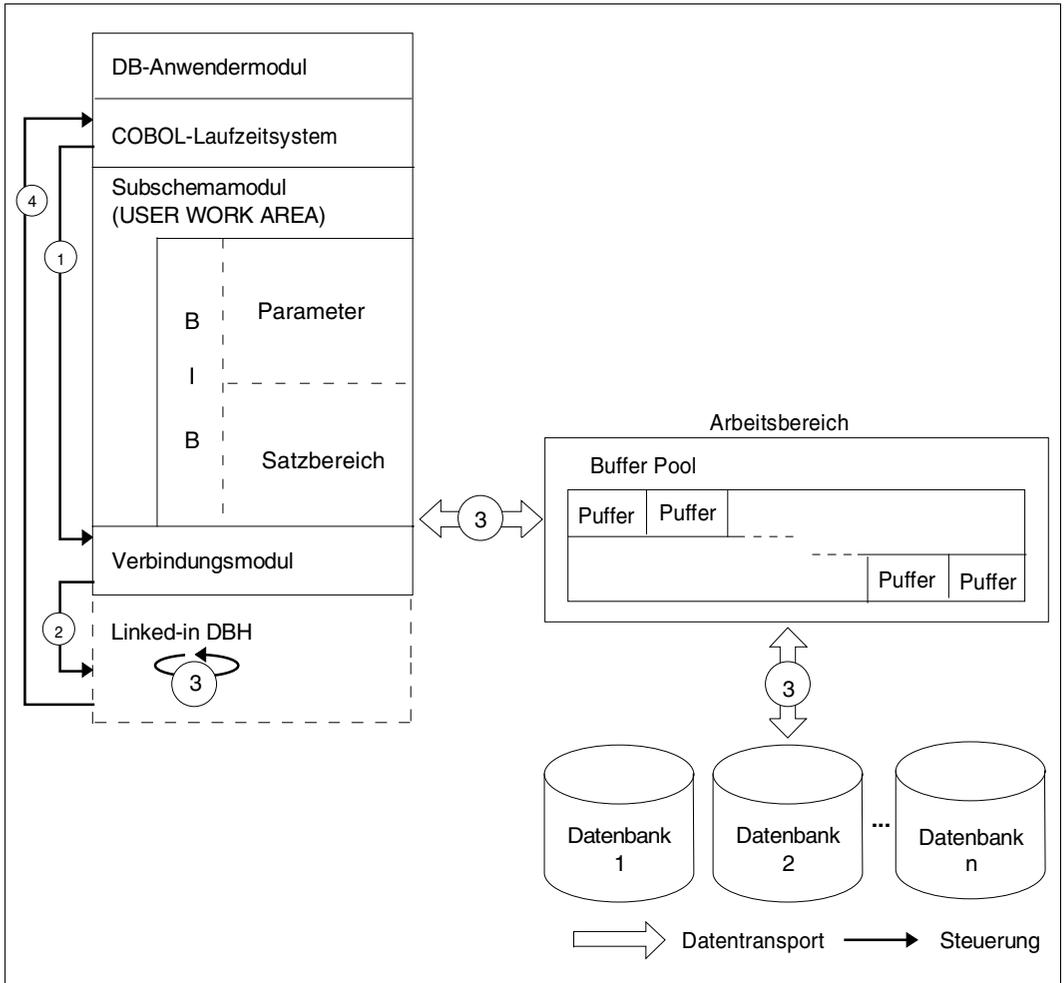 DB-Anwendermodul
COBOL-Laufzeitsystem
Subschemamodul
(USER WORK AREA)
4
1
B
I
B
Parameter
Satzbereich
Verbindungsmodul
2
Linked-in DBH
3
3
Arbeitsbereich
Buffer Pool
Puffer Puffer
Puffer Puffer
3
Datenbank
1
Datenbank
2
...
Datenbank
n
Datentransport
Steuerung